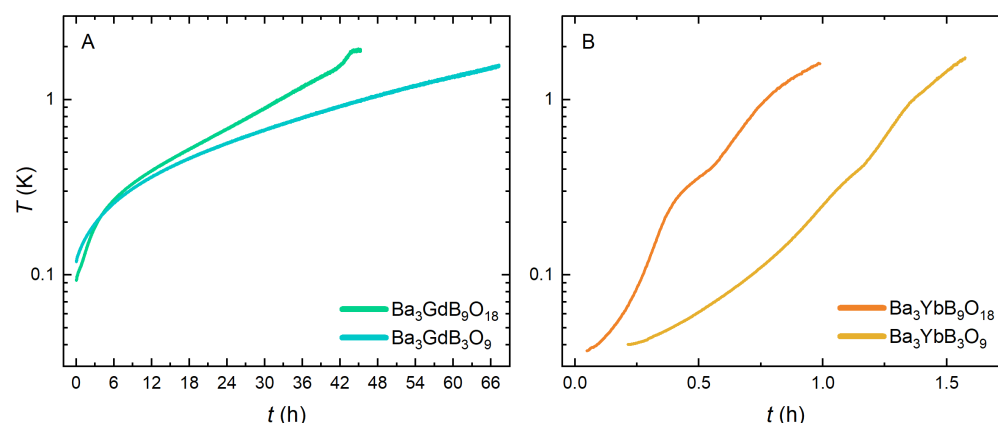 A
B
T (K)
1
0.1
1
0.1
Ba₃GdB₉O₁₈
Ba₃GdB₃O₉
Ba₃YbB₉O₁₈
Ba₃YbB₃O₉
0 6 12 18 24 30 36 42 48 54 60 66
0.0 0.5 1.0 1.5
t (h)
t (h)